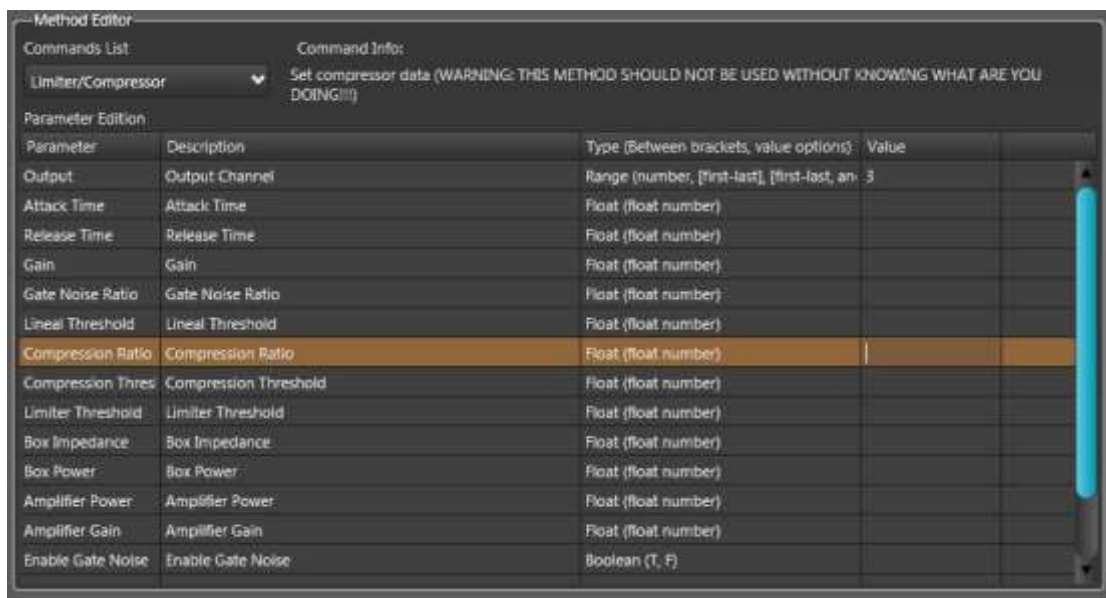 Method Editor
Commands List Command Info:
Limiter/Compressor Set compressor data (WARNING: THIS METHOD SHOULD NOT BE USED WITHOUT KNOWING WHAT ARE YOU
DOING!!!)
Parameter Edition
Parameter Description Type (Between brackets, value options) Value
Output Output Channel Range (number, [first-last], [first-last, an 3
Attack Time Attack Time Float (float number)
Release Time Release Time Float (float number)
Gain Gain Float (float number)
Gate Noise Ratio Gate Noise Ratio Float (float number)
Lineal Threshold Lineal Threshold Float (float number)
Compression Ratio Compression Ratio Float (float number)
Compression Thres Compression Threshold Float (float number)
Limiter Threshold Limiter Threshold Float (float number)
Box Impedance Box Impedance Float (float number)
Box Power Box Power Float (float number)
Amplifier Power Amplifier Power Float (float number)
Amplifier Gain Amplifier Gain Float (float number)
Enable Gate Noise Enable Gate Noise Boolean (T, F)